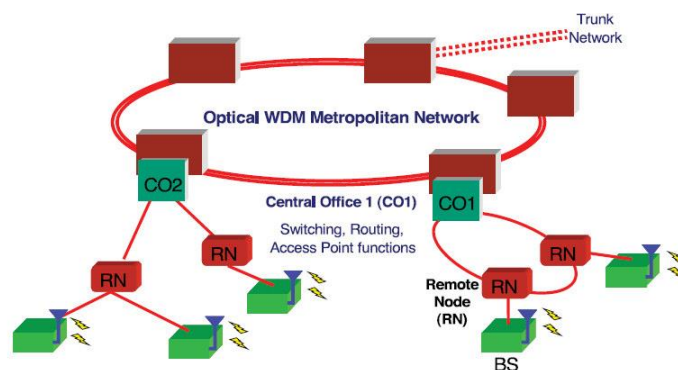 Trunk
Network
Optical WDM Metropolitan Network
CO2
Central Office 1 (CO1)
CO1
Switching, Routing,
Access Point functions
RN
RN
RN
RN
Remote
Node
(RN)
BS